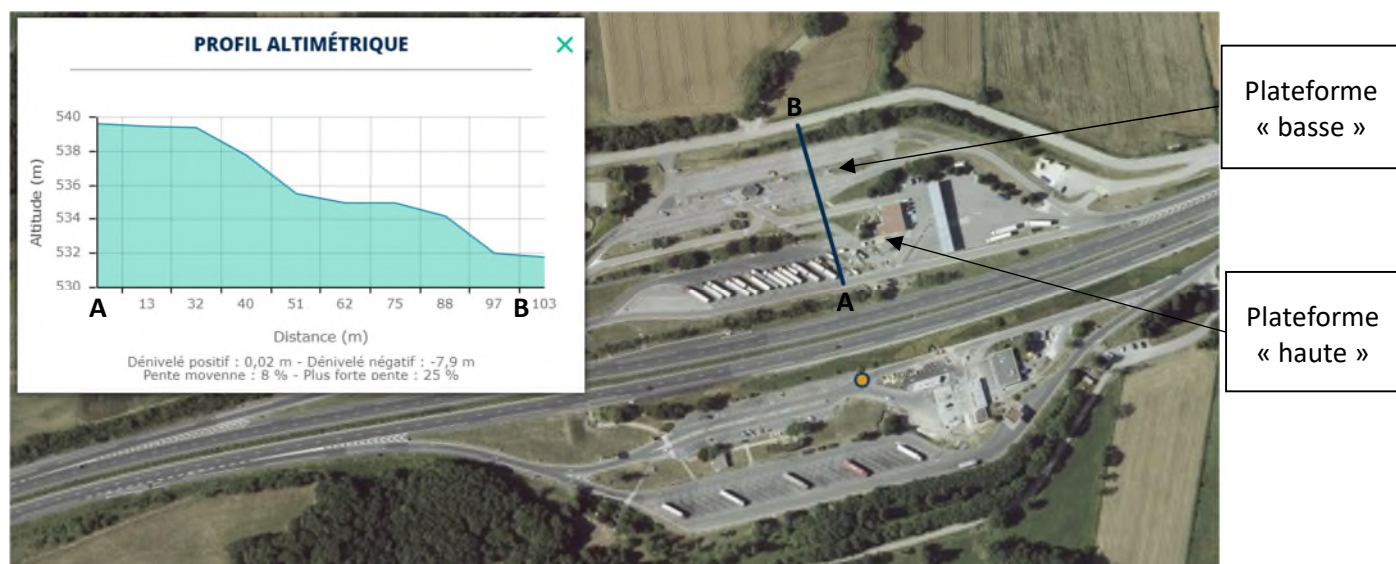 PROFIL ALTIMÉTRIQUE
×
540
538
536
534
532
530
Altitude (m)
A
B
13
32
40
51
62
75
88
97
103
Distance (m)
Dénivelé positif : 0,02 m - Dénivelé négatif : -7,9 m
Pente moyenne : 8 % - Plus forte pente : 25 %
B
A
Plateforme
« basse »
Plateforme
« haute »